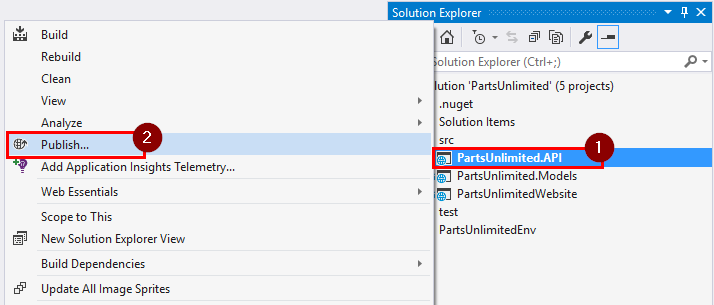 Build
Rebuild
Clean
View
Analyze
Publish...
2
Add Application Insights Telemetry...
Web Essentials
Scope to This
New Solution Explorer View
Build Dependencies
Update All Image Sprites
Solution Explorer
Solution Explorer (Ctrl+;)
lution 'PartsUnlimited' (5 projects)
.nuget
Solution Items
src
PartsUnlimited.API
1
PartsUnlimited.Models
PartsUnlimitedWebsite
test
PartsUnlimitedEnv